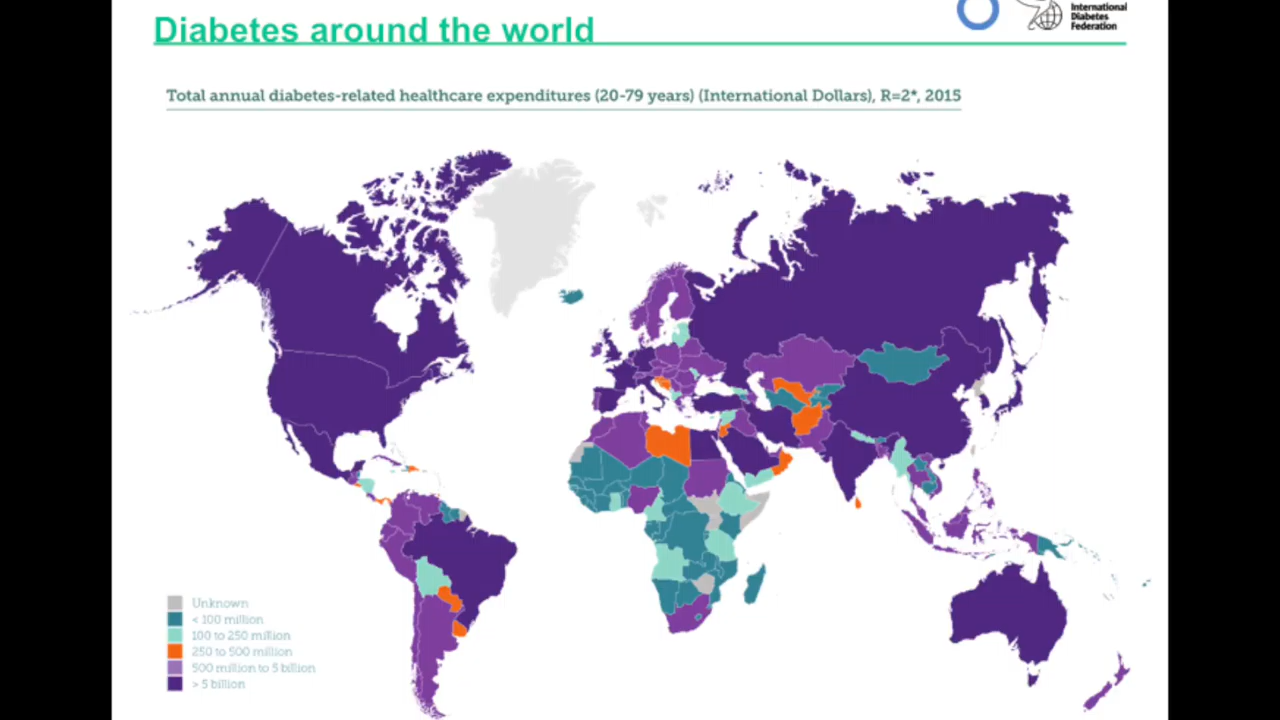 Diabetes around the world
International
Diabetes
Federation
Total annual diabetes-related healthcare expenditures (20-79 years) (International Dollars), R=2*, 2015
Unknown
< 100 million
100 to 250 million
250 to 500 million
500 million to 5 billion
> 5 billion